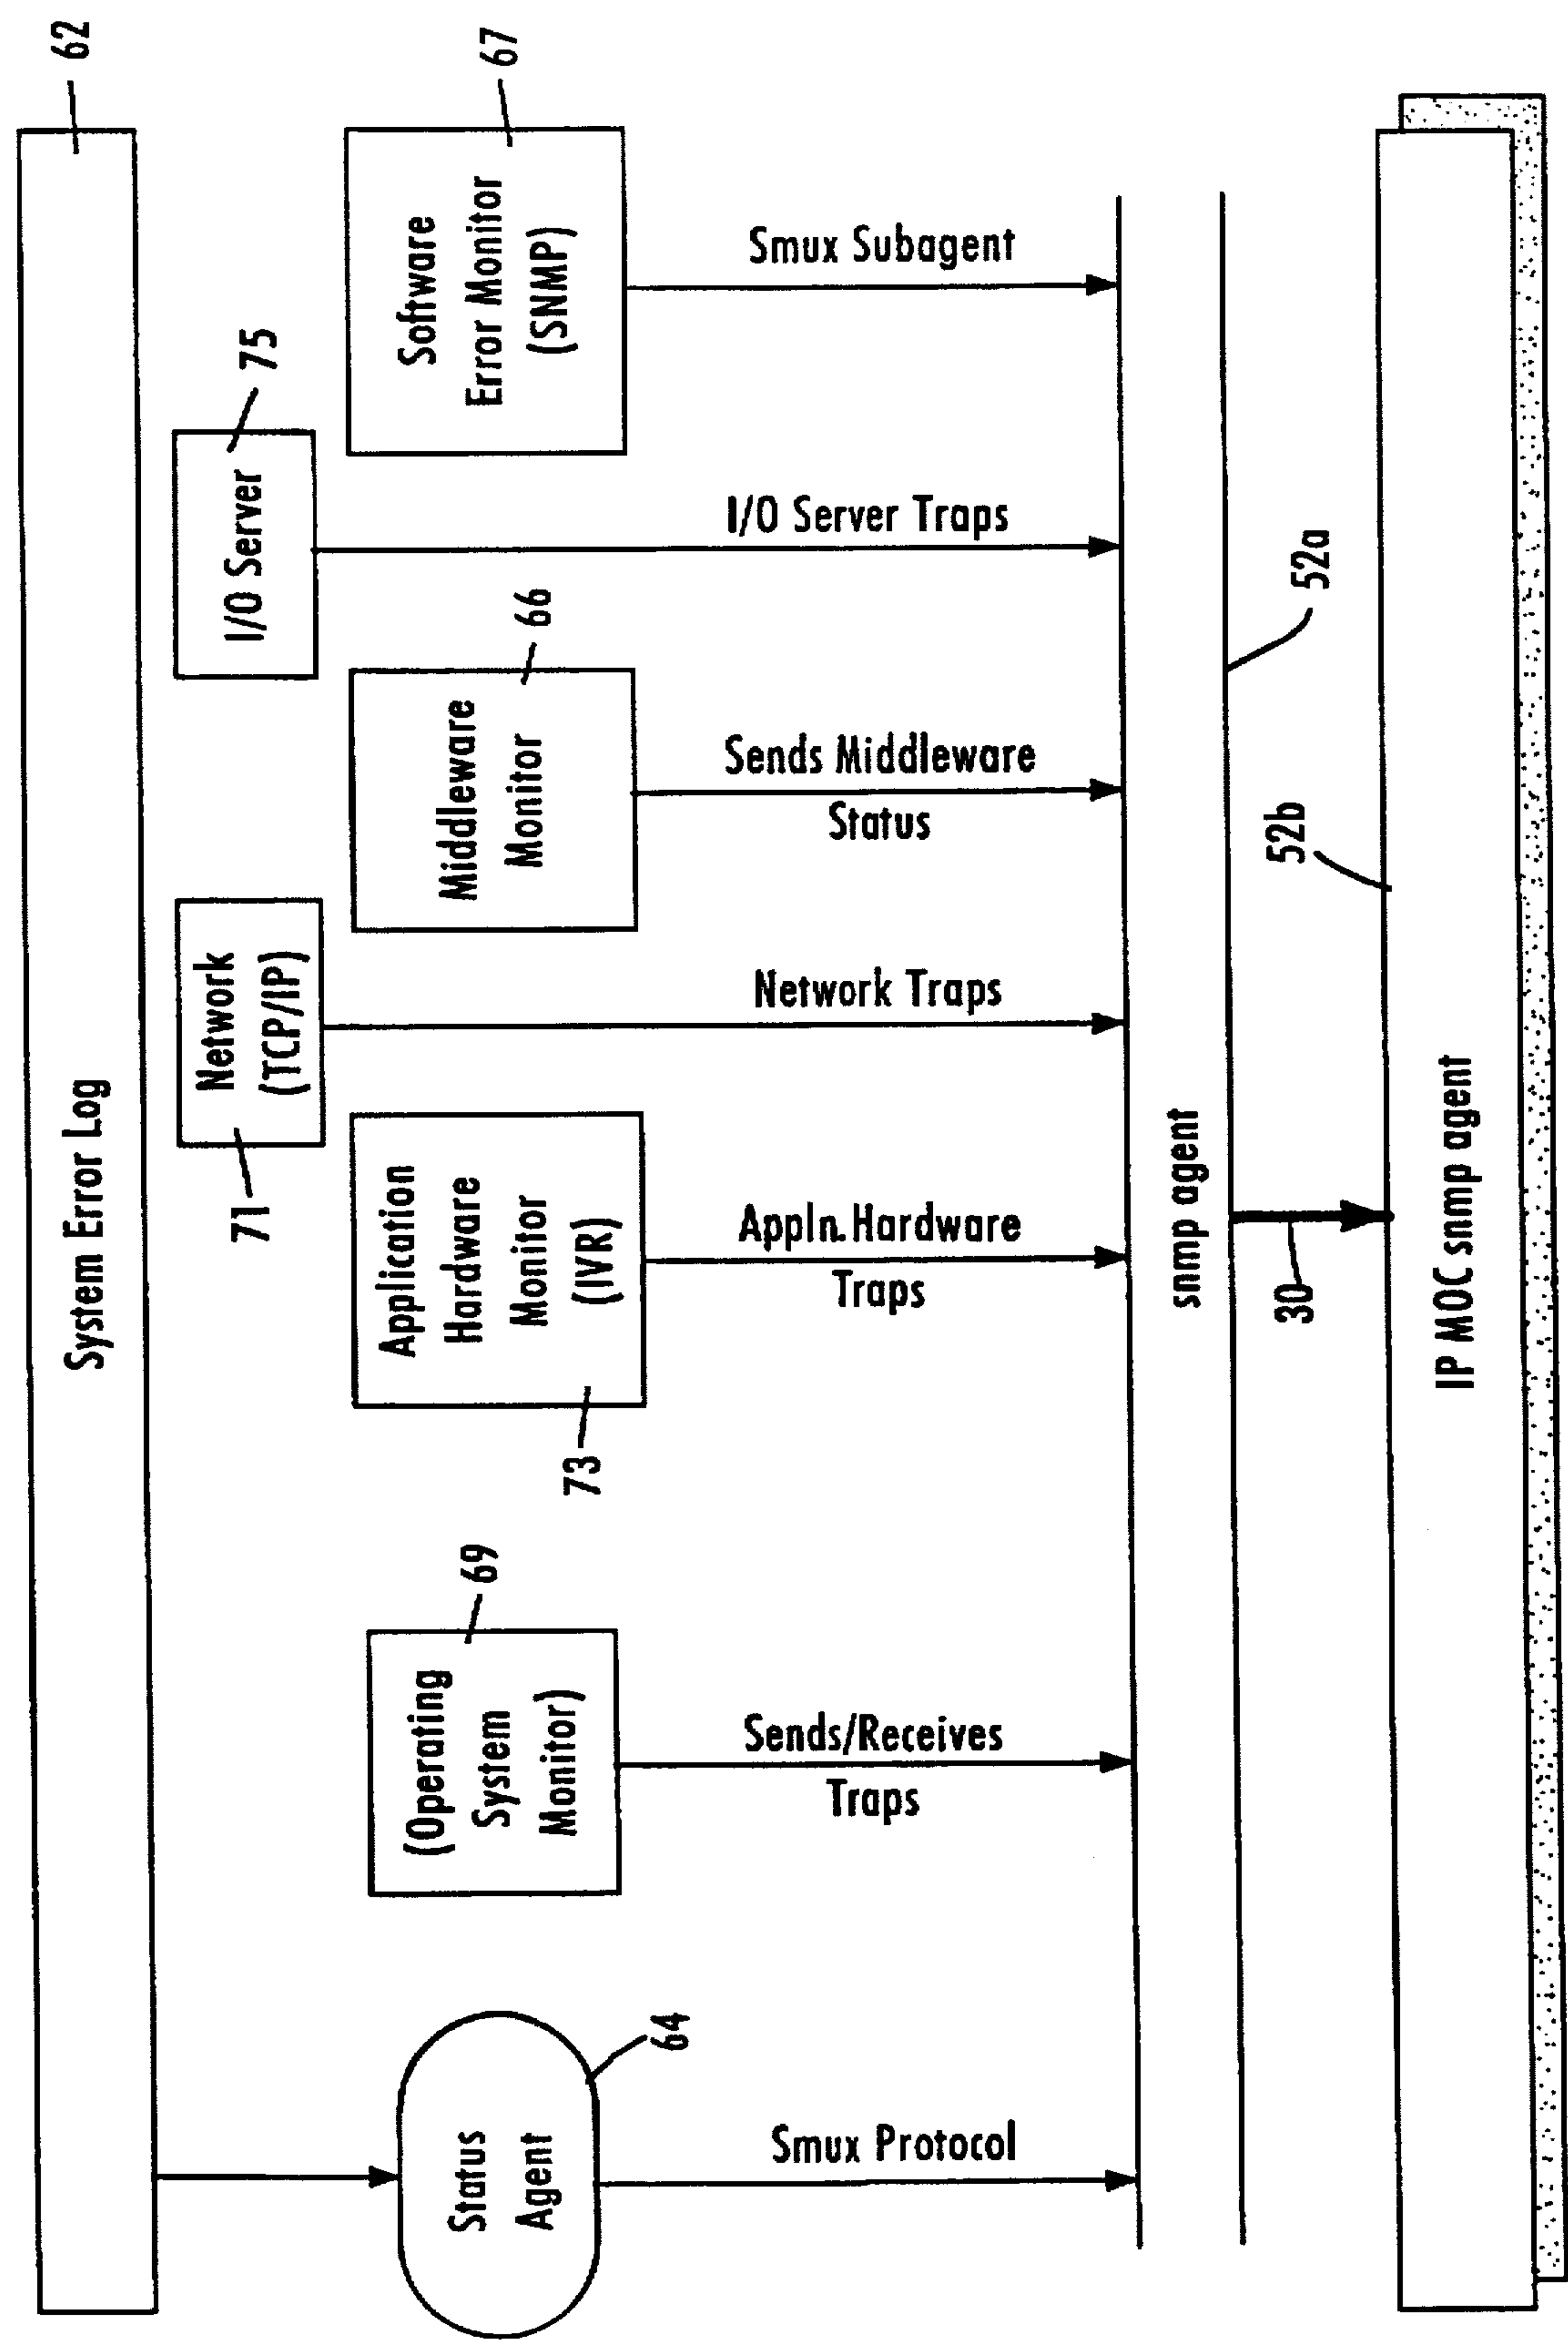 62
System Error Log
71
Network
(TCP/IP)
I/O Server
75
Status
Agent
64
(Operating
System
Monitor)
69
Application
Hardware
Monitor
(IVR)
73
Middleware
Monitor
66
Software
Error Monitor
(SNMP)
67
Smux Protocol
Sends/Receives
Traps
Appln. Hardware
Traps
Network Traps
Sends Middleware
Status
I/O Server Traps
Smux Subagent
snmp agent
52a
30
52b
IP MOC snmp agent